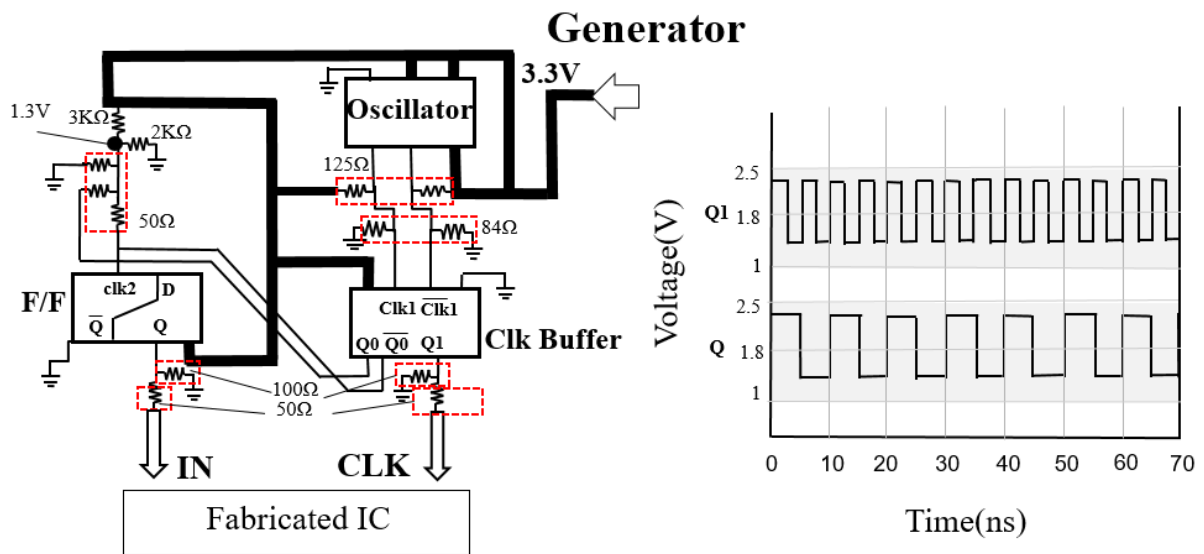 Generator
3.3V
1.3V
3KΩ
2KΩ
Oscillator
125Ω
50Ω
84Ω
F/F
clk2
D
Q
Q
Clk1
Clk1
Clk Buffer
Q0
Q0
Q1
100Ω
50Ω
IN
CLK
Fabricated IC
Voltage(V)
2.5
Q1
1.8
1
2.5
Q
1.8
1
0
10
20
30
40
50
60
70
Time(ns)